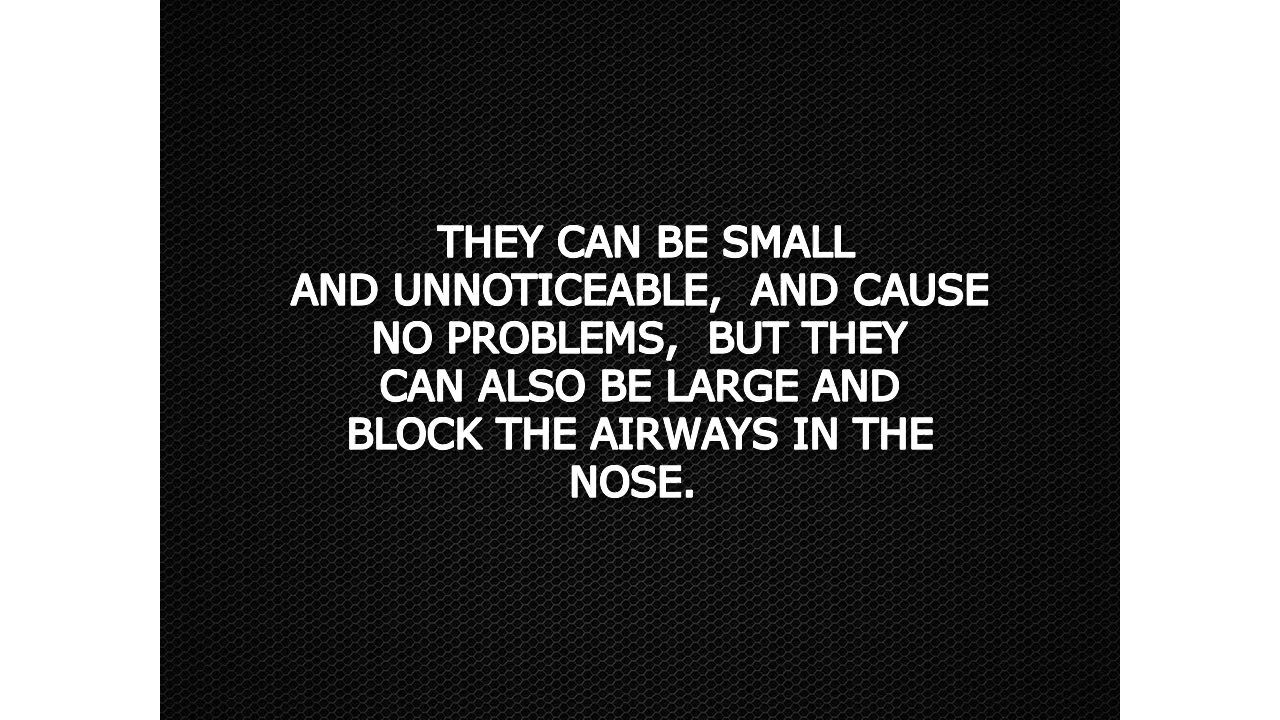 THEY CAN BE SMALL
AND UNNOTICEABLE,  AND CAUSE
NO PROBLEMS,  BUT THEY
CAN ALSO BE LARGE AND
BLOCK THE AIRWAYS IN THE
NOSE.